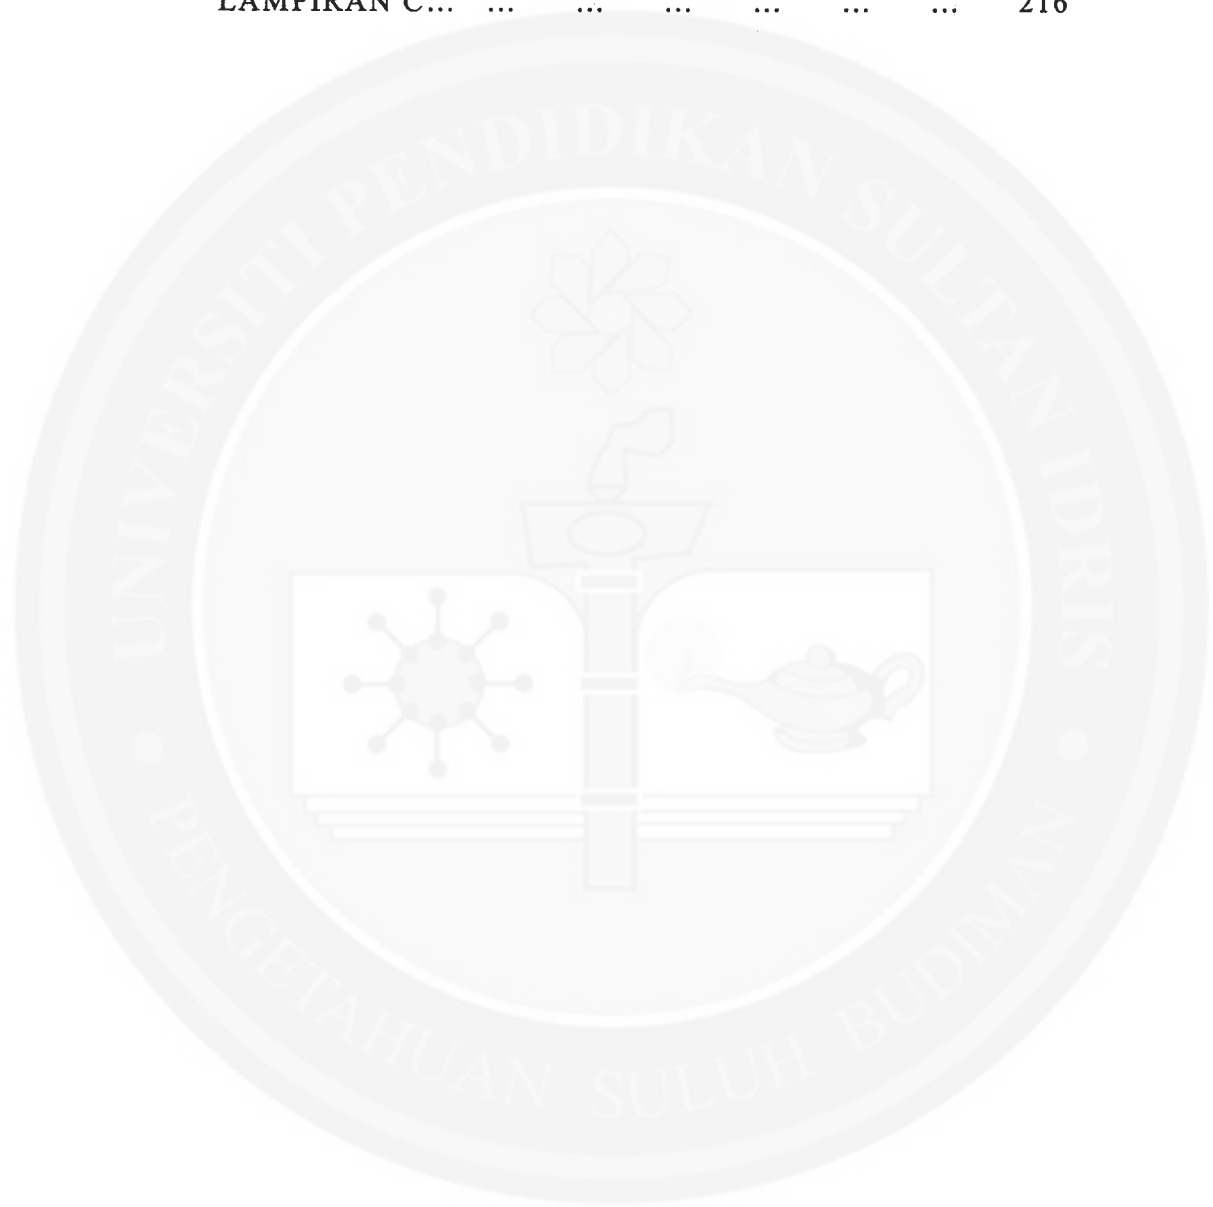 LAMPIRAN C... ... ... ... ... ... ... 216
UNIVERSITI PENDIDIKAN SULTAN IDRIS
PENGETAHUAN SULUH BUDIMAN